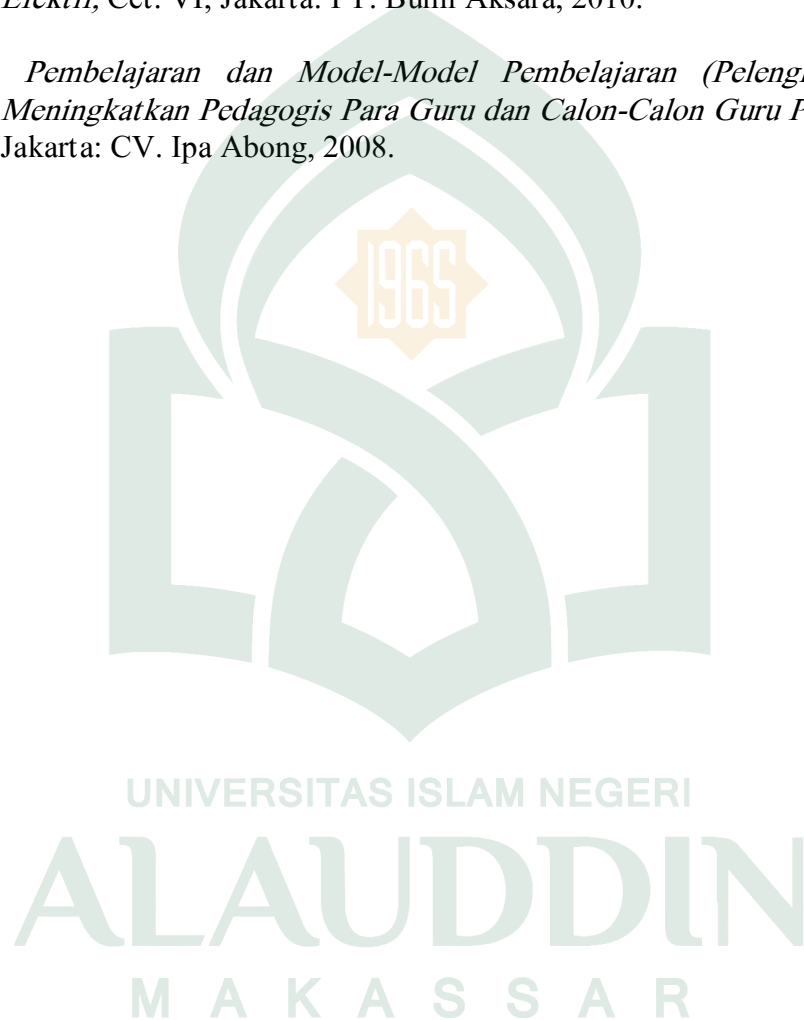 Efektif, Cet. VI; Jakarta: PT. Bumi Aksara, 2010.
Pembelajaran dan Model-Model Pembelajaran (Pelengk
Meningkatkan Pedagogis Para Guru dan Calon-Calon Guru P
Jakarta: CV. Ipa Abong, 2008.
1965
UNIVERSITAS ISLAM NEGERI
ALAUDDIN
MAKASSAR